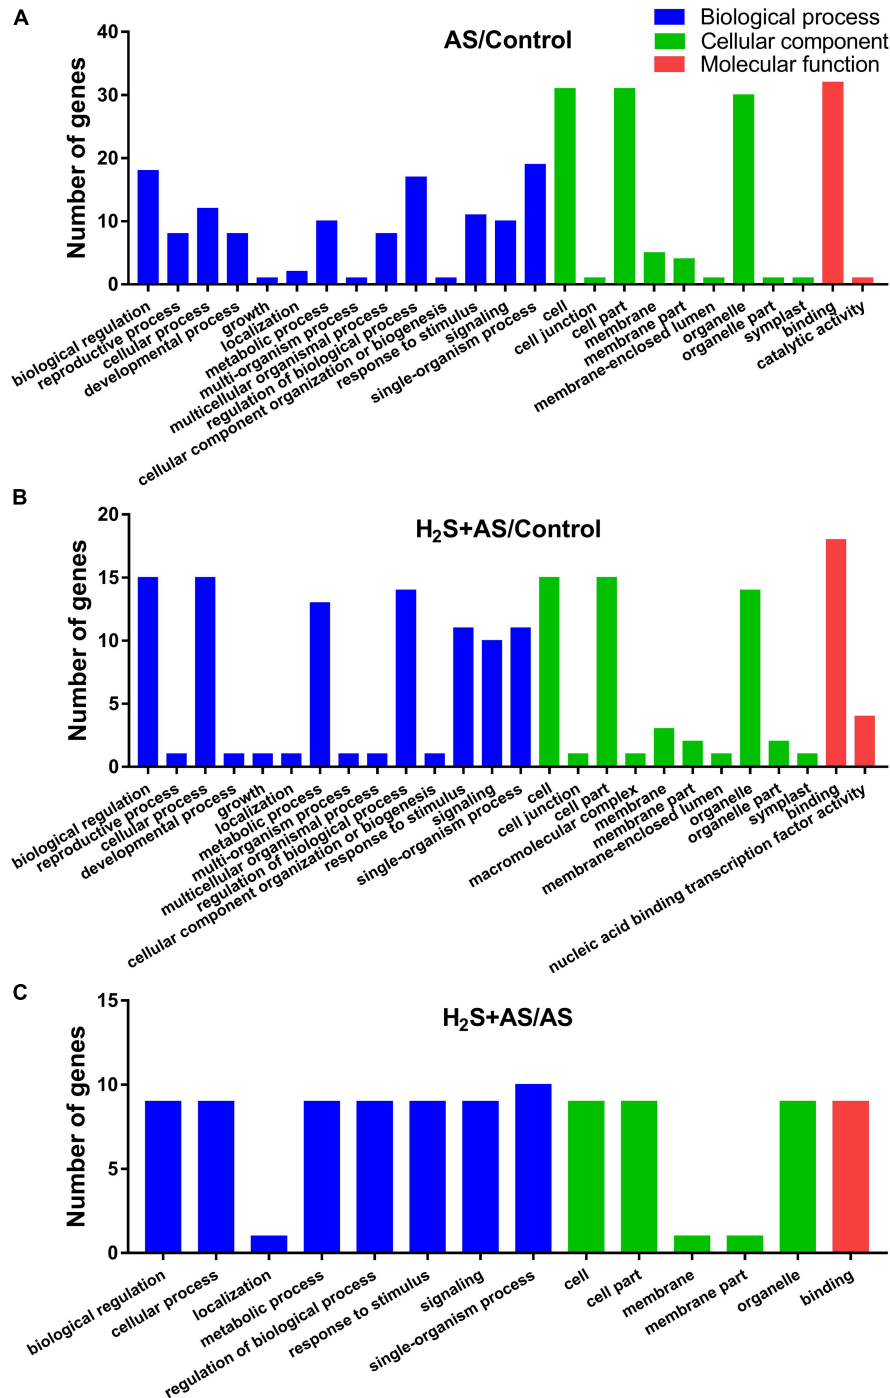 A
AS/Control
Biological process
Cellular component
Molecular function
Number of genes
40
30
20
10
0
biological regulation
reproductive process
cellular process
developmental process
growth
localization
metabolic process
multi-organism process
multicellular organismal process
regulation of biological process
cellular component organization or biogenesis
response to stimulus
signaling
single-organism process
cell
cell junction
cell part
membrane
membrane part
membrane-enclosed lumen
organelle
organelle part
symplast
binding
catalytic activity
B
H₂S+AS/Control
Number of genes
20
15
10
5
0
biological regulation
reproductive process
cellular process
developmental process
growth
localization
metabolic process
multi-organism process
multicellular organismal process
regulation of biological process
cellular component organization or biogenesis
response to stimulus
signaling
single-organism process
cell
cell junction
cell part
macromolecular complex
membrane
membrane part
membrane-enclosed lumen
organelle
organelle part
symplast
binding
nucleic acid binding transcription factor activity
C
H₂S+AS/AS
Number of genes
15
10
5
0
biological regulation
cellular process
localization
metabolic process
regulation of biological process
response to stimulus
signaling
single-organism process
cell
cell part
membrane
membrane part
organelle
binding